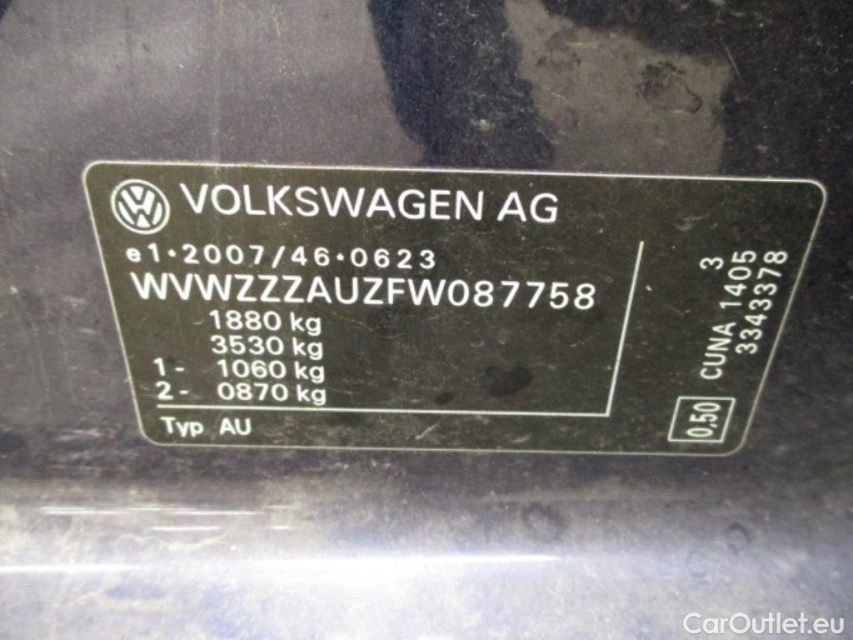 VOLKSWAGEN AG
e1*2007/46*0623
WVWZZZAUZFW087758
1880 kg
3530 kg
1- 1060 kg
2- 0870 kg
Typ AU
3
CUNA 1405
3343378
0,50
CarOutlet.eu